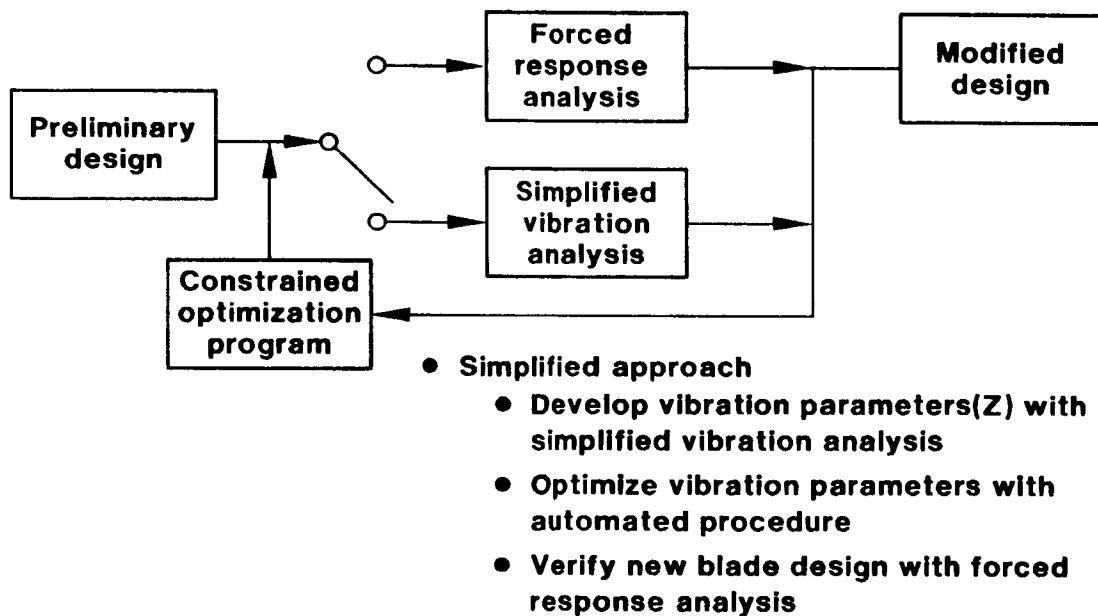 Forced
response
analysis
Modified
design
Preliminary
design
Simplified
vibration
analysis
Constrained
optimization
program
● Simplified approach
● Develop vibration parameters(Z) with
simplified vibration analysis
● Optimize vibration parameters with
automated procedure
● Verify new blade design with forced
response analysis